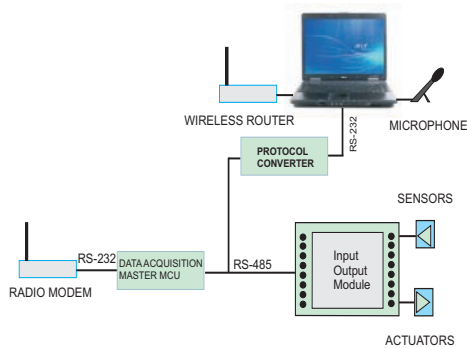 WIRELESS ROUTER
MICROPHONE
RS-232
PROTOCOL
CONVERTER
SENSORS
RS-232
DATA ACQUISITION
MASTER MCU
RS-485
Input
Output
Module
RADIO MODEM
ACTUATORS